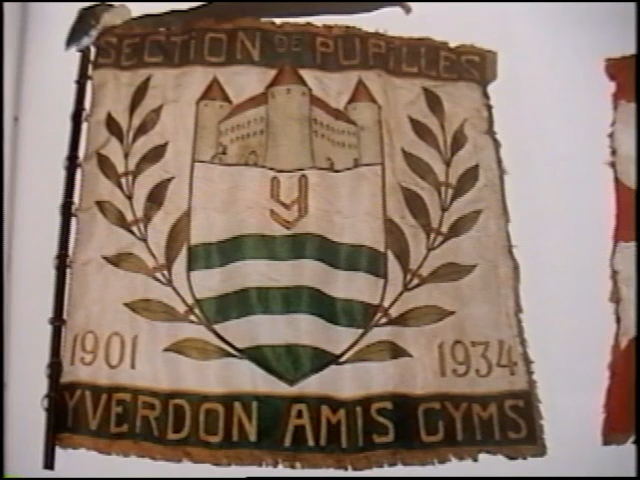 SECTION DE PUPILLES
Y
1901
1934
YVERDON AMIS GYMS